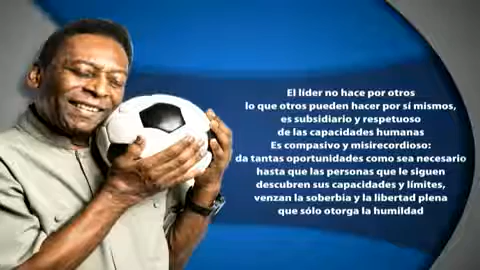 El líder no hace por otros
lo que otros pueden hacer por sí mismos,
es subsidiario y respetuoso
de las capacidades humanas
Es compasivo y misirecordioso:
da tantas oportunidades como sea necesario
hasta que las personas que le siguen
descubren sus capacidades y límites,
venzan la soberbia y la libertad plena
que sólo otorga la humildad